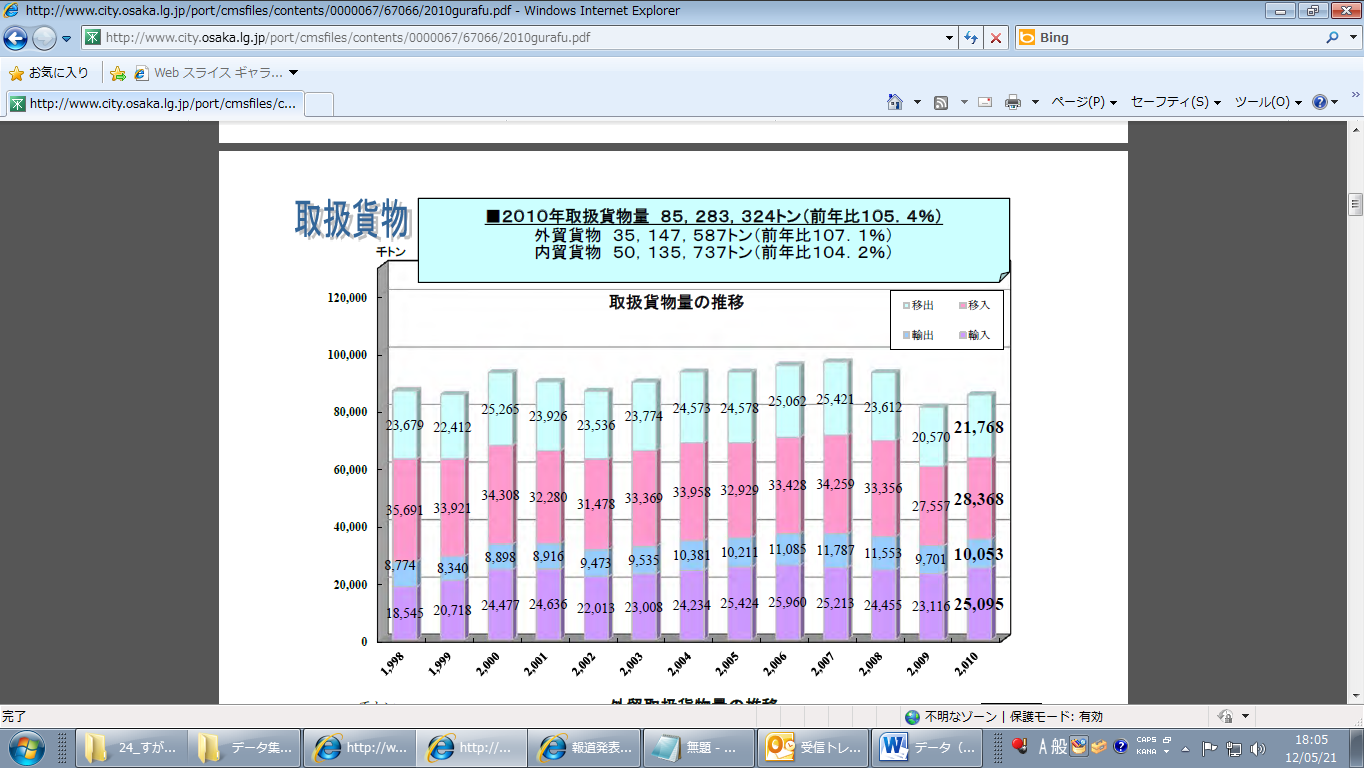 http://www.city.osaka.lg.jp/port/cmsfiles/contents/0000067/67066/2010gurafu.pdf - Windows Internet Explorer
http://www.city.osaka.lg.jp/port/cmsfiles/contents/0000067/67066/2010gurafu.pdf
Bing
お気に入り
Web スライス ギャラ...
http://www.city.osaka.lg.jp/port/cmsfiles/c...
ページ(P)
セーフティ(S)
ツール(O)
取扱貨物
■2010年取扱貨物量 85,283,324トン(前年比105.4%)
外貿貨物 35,147,587トン(前年比107.1%)
内貿貨物 50,135,737トン(前年比104.2%)
千トン
取扱貨物量の推移
移出 移入
輸出 輸入
120,000
100,000
80,000
60,000
40,000
20,000
0
23,679 22,412 25,265 23,926 23,536 23,774 24,573 24,578 25,062 25,421 23,612 20,570 21,768
35,691 33,921 34,308 32,280 31,478 33,369 33,958 32,929 33,428 34,259 33,356 27,557 28,368
8,774 8,340 8,898 8,916 9,473 9,535 10,381 10,211 11,085 11,787 11,553 9,701 10,053
18,545 20,718 24,477 24,636 22,013 23,008 24,234 25,424 25,960 25,213 24,455 23,116 25,095
1,998 1,999 2,000 2,001 2,002 2,003 2,004 2,005 2,006 2,007 2,008 2,009 2,010
外貿取扱貨物量の推移
完了
不明なゾーン | 保護モード: 有効
24_すが...
データ集...
http://w...
http://...
報道発表...
無題 - ...
受信トレ...
データ (...
A 般
CAPS
KANA
18:05
12/05/21